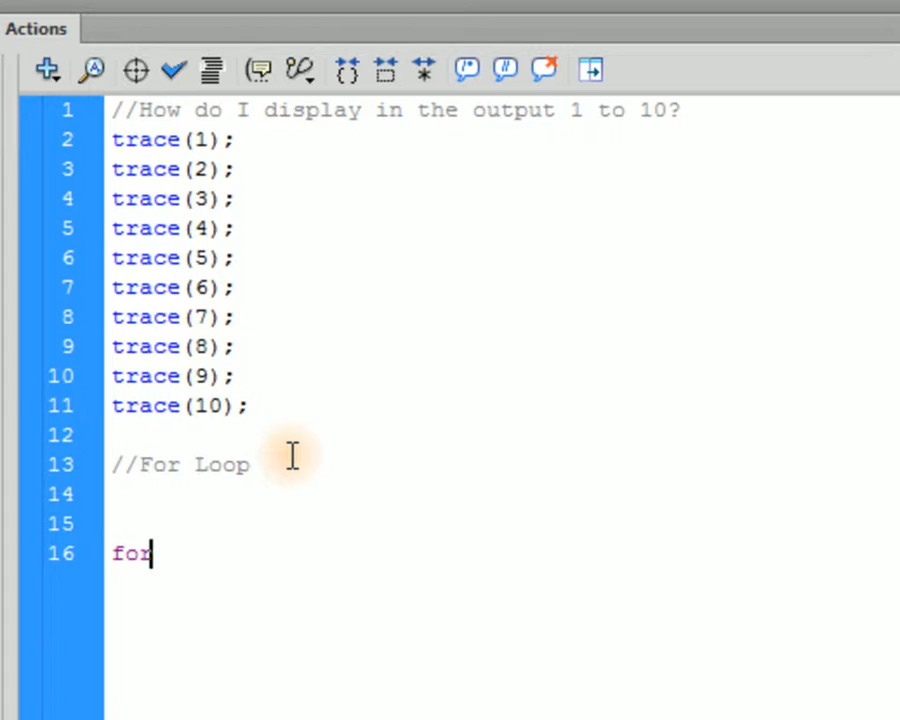 Actions
1 //How do I display in the output 1 to 10?
2 trace(1);
3 trace(2);
4 trace(3);
5 trace(4);
6 trace(5);
7 trace(6);
8 trace(7);
9 trace(8);
10 trace(9);
11 trace(10);
12
13 //For Loop
14
15
16 for